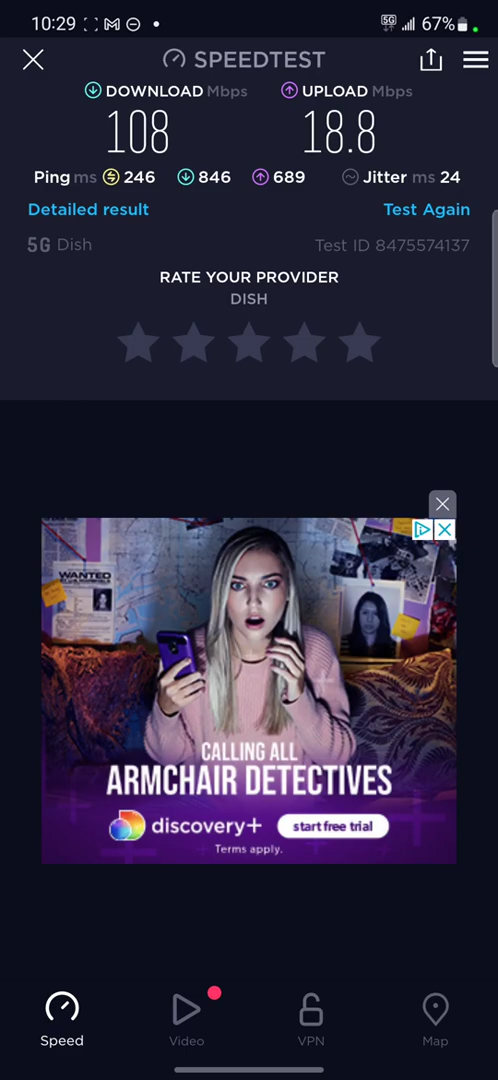 10:29 5G 67%
SPEEDTEST
DOWNLOAD Mbps UPLOAD Mbps
108 18.8
Ping ms 246 846 689 Jitter ms 24
Detailed result Test Again
5G Dish Test ID 8475574137
RATE YOUR PROVIDER
DISH
WANTED
CALLING ALL
ARMCHAIR DETECTIVES
discovery+ start free trial
Terms apply.
Speed Video VPN Map